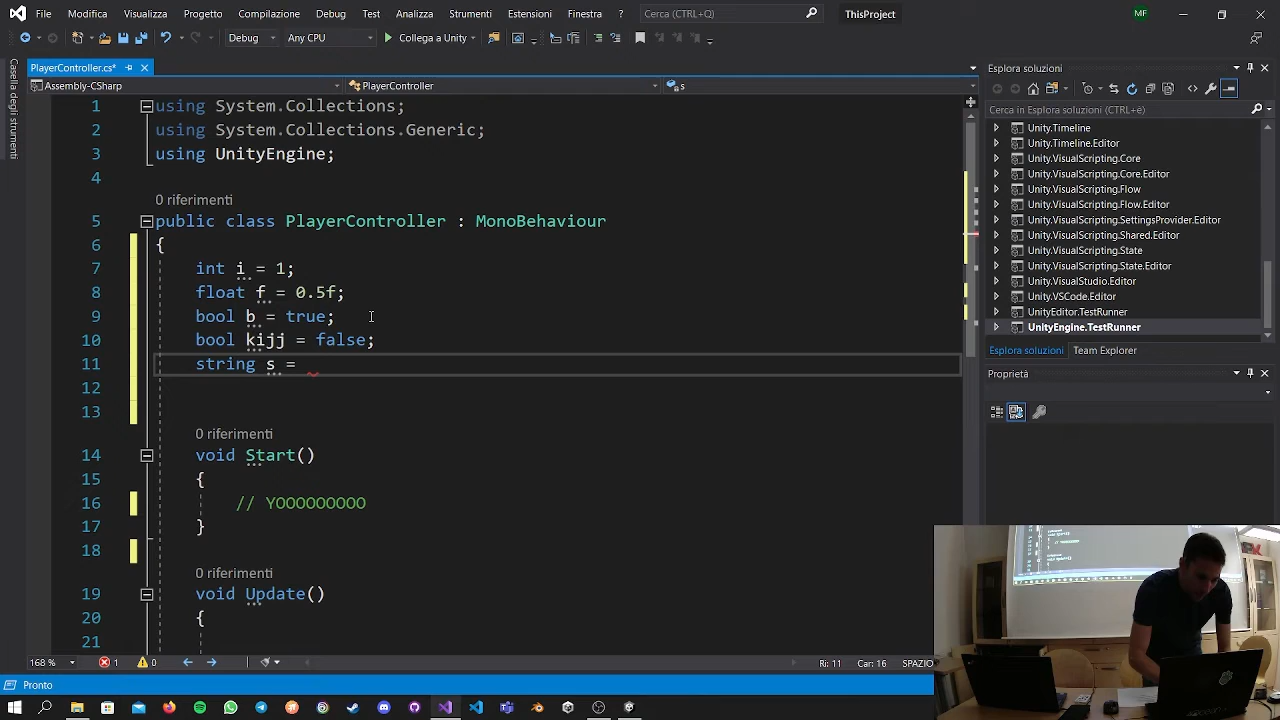 File Modifica Visualizza Git Progetto Compilazione Debug Test Analizza Strumenti Estensioni Finestra ? Cerca (CTRL+Q) ThisProject MF
Debug Any CPU Collega a Unity
Casella degli strumenti
PlayerController.cs*
Assembly-CSharp PlayerController s
1 using System.Collections;
2 using System.Collections.Generic;
3 using UnityEngine;
4
0 riferimenti
5 public class PlayerController : MonoBehaviour
6 {
7 int i = 1;
8 float f = 0.5f;
9 bool b = true;
10 bool kijj = false;
11 string s =
12
13
0 riferimenti
14 void Start()
15 {
16 // YOOOOOOOOO
17 }
18
0 riferimenti
19 void Update()
20 {
21
168 % 1 0 Ri: 11 Car: 16 SPAZIO
Pronto
Esplora soluzioni
Cerca in Esplora soluzioni (CTRL+è)
Unity.Timeline
Unity.Timeline.Editor
Unity.VisualScripting.Core
Unity.VisualScripting.Core.Editor
Unity.VisualScripting.Flow
Unity.VisualScripting.Flow.Editor
Unity.VisualScripting.SettingsProvider.Editor
Unity.VisualScripting.Shared.Editor
Unity.VisualScripting.State
Unity.VisualScripting.State.Editor
Unity.VisualStudio.Editor
Unity.VSCode.Editor
UnityEditor.TestRunner
UnityEngine.TestRunner
Esplora soluzioni Team Explorer
Proprietà